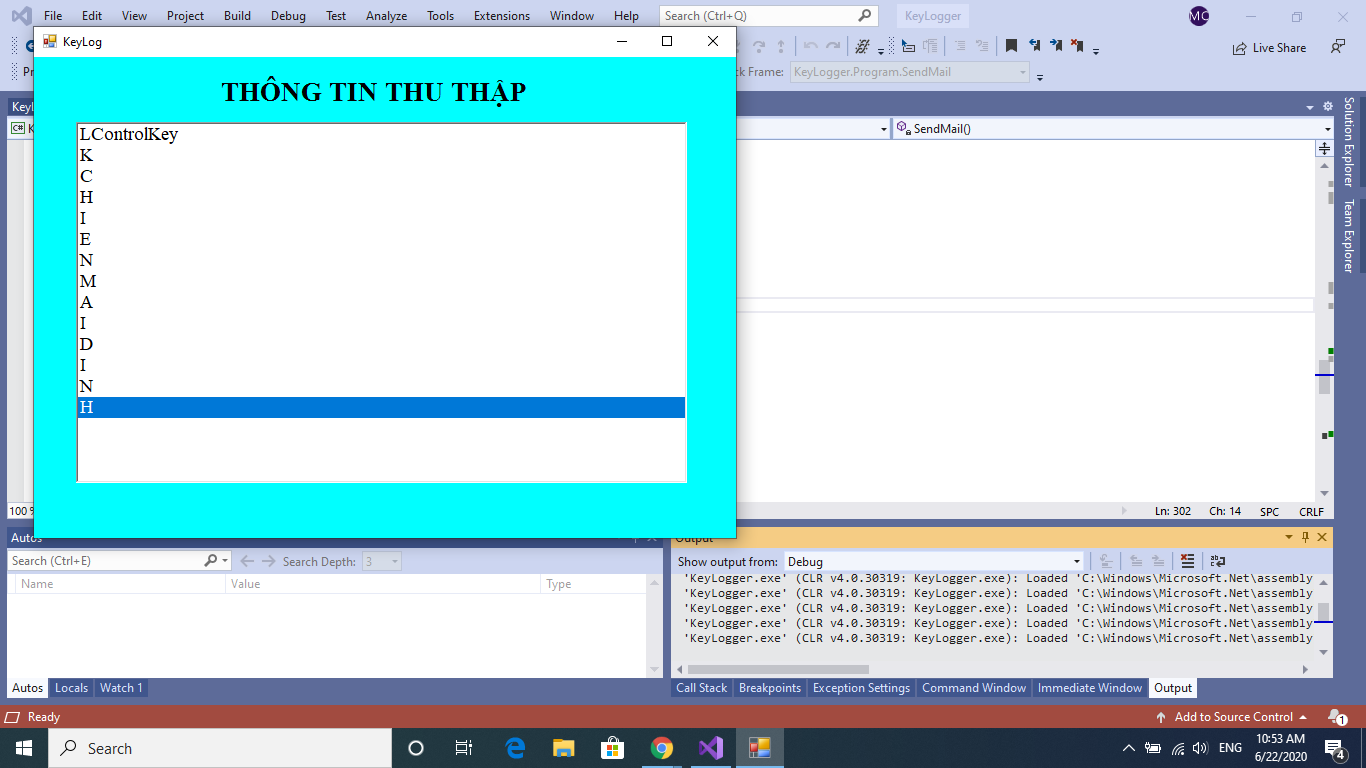 File Edit View Project Build Debug Test Analyze Tools Extensions Window Help Search (Ctrl+Q) KeyLogger MC
KeyLog
Live Share
Frame: KeyLogger.Program.SendMail
THÔNG TIN THU THẬP
SendMail()
LControlKey
K
C
H
I
E
N
M
A
I
D
I
N
H
Solution Explorer
Team Explorer
100 %
Ln: 302 Ch: 14 SPC CRLF
Autos
Search (Ctrl+E) Search Depth: 3
Name Value Type
Autos Locals Watch 1
Output
Show output from: Debug
'KeyLogger.exe' (CLR v4.0.30319: KeyLogger.exe): Loaded 'C:\Windows\Microsoft.Net\assembly
'KeyLogger.exe' (CLR v4.0.30319: KeyLogger.exe): Loaded 'C:\Windows\Microsoft.Net\assembly
'KeyLogger.exe' (CLR v4.0.30319: KeyLogger.exe): Loaded 'C:\Windows\Microsoft.Net\assembly
'KeyLogger.exe' (CLR v4.0.30319: KeyLogger.exe): Loaded 'C:\Windows\Microsoft.Net\assembly
'KeyLogger.exe' (CLR v4.0.30319: KeyLogger.exe): Loaded 'C:\Windows\Microsoft.Net\assembly
Call Stack Breakpoints Exception Settings Command Window Immediate Window Output
Ready Add to Source Control 1
Search ENG 10:53 AM
6/22/2020 4